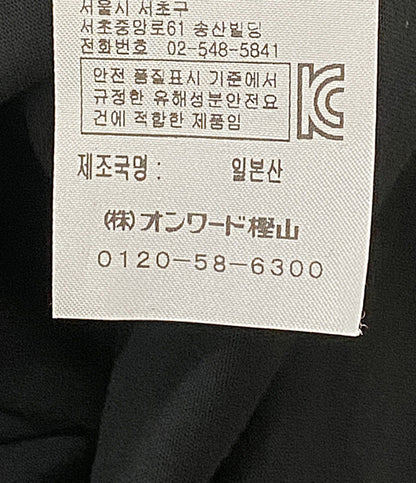 서울시 서초구
서초중앙로61 송산빌딩
전화번호 02-548-5841
안전 품질표시 기준에서
규정한 유해성분안전요
건에 적합한 제품임
제조국명 : 일본산
㈱オンワード樫山
0120-58-6300